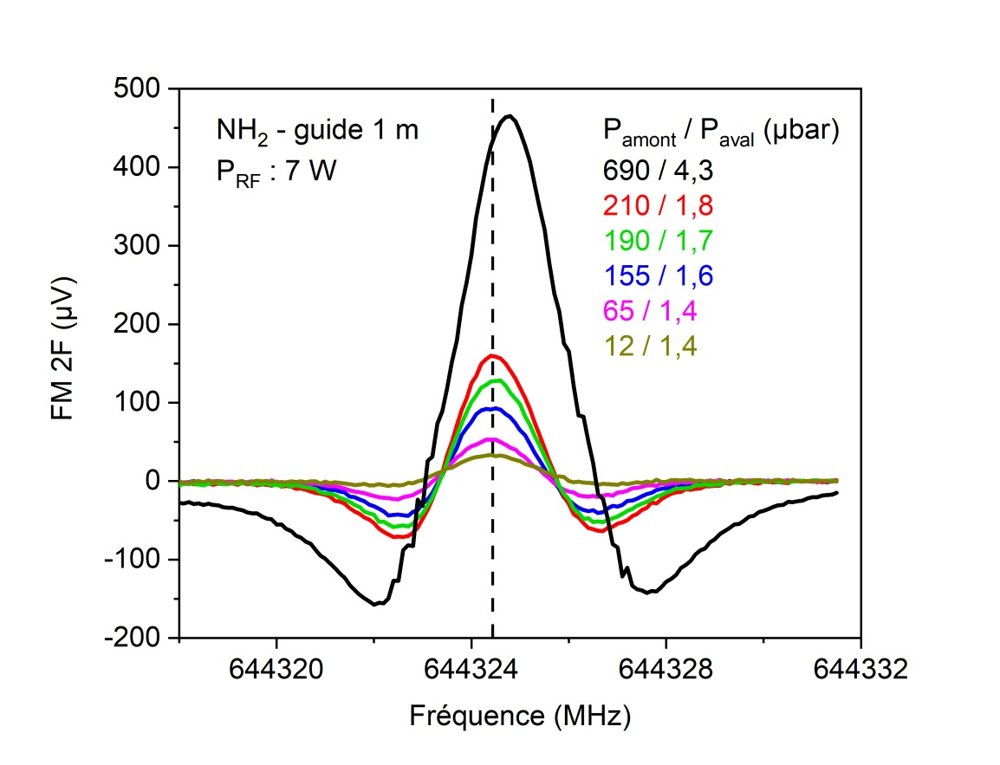 500
400
300
200
100
0
-100
-200
FM 2F (µV)
NH2 - guide 1 m
PRF : 7 W
Pamont / Paval (µbar)
690 / 4,3
210 / 1,8
190 / 1,7
155 / 1,6
65 / 1,4
12 / 1,4
644320 644324 644328 644332
Fréquence (MHz)